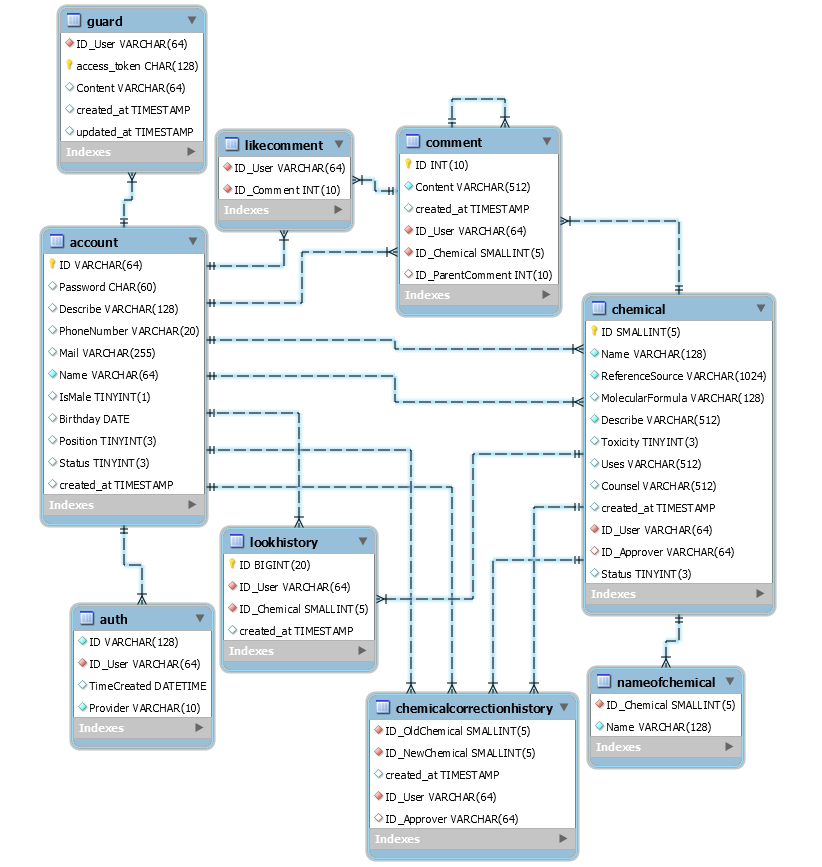 guard
ID_User VARCHAR(64)
access_token CHAR(128)
Content VARCHAR(64)
created_at TIMESTAMP
updated_at TIMESTAMP
Indexes
likecomment
ID_User VARCHAR(64)
ID_Comment INT(10)
Indexes
comment
ID INT(10)
Content VARCHAR(512)
created_at TIMESTAMP
ID_User VARCHAR(64)
ID_Chemical SMALLINT(5)
ID_ParentComment INT(10)
Indexes
account
ID VARCHAR(64)
Password CHAR(60)
Describe VARCHAR(128)
PhoneNumber VARCHAR(20)
Mail VARCHAR(255)
Name VARCHAR(64)
IsMale TINYINT(1)
Birthday DATE
Position TINYINT(3)
Status TINYINT(3)
created_at TIMESTAMP
Indexes
chemical
ID SMALLINT(5)
Name VARCHAR(128)
ReferenceSource VARCHAR(1024)
MolecularFormula VARCHAR(128)
Describe VARCHAR(512)
Toxicity TINYINT(3)
Uses VARCHAR(512)
Counsel VARCHAR(512)
created_at TIMESTAMP
ID_User VARCHAR(64)
ID_Approver VARCHAR(64)
Status TINYINT(3)
Indexes
lookhistory
ID BIGINT(20)
ID_User VARCHAR(64)
ID_Chemical SMALLINT(5)
created_at TIMESTAMP
Indexes
auth
ID VARCHAR(128)
ID_User VARCHAR(64)
TimeCreated DATETIME
Provider VARCHAR(10)
Indexes
chemicalcorrectionhistory
ID_OldChemical SMALLINT(5)
ID_NewChemical SMALLINT(5)
created_at TIMESTAMP
ID_User VARCHAR(64)
ID_Approver VARCHAR(64)
Indexes
nameofchemical
ID_Chemical SMALLINT(5)
Name VARCHAR(128)
Indexes